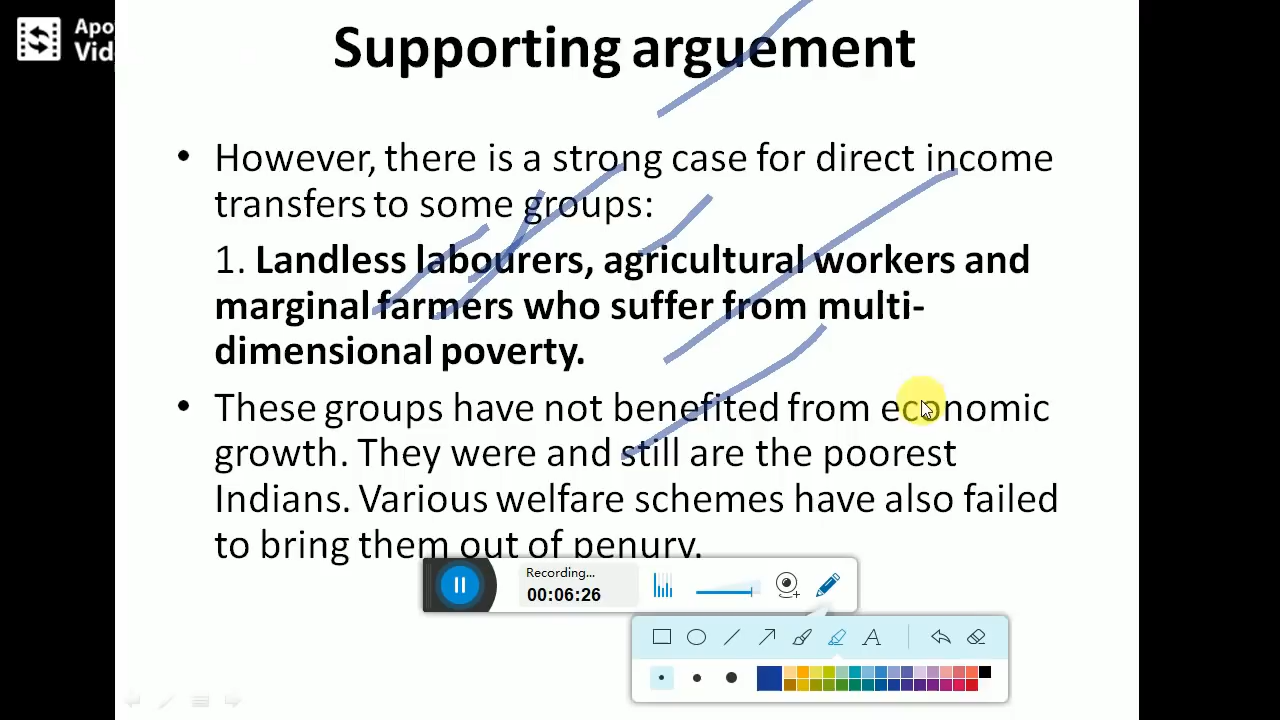 Apo
Vid
Supporting arguement
• However, there is a strong case for direct income
transfers to some groups:
1. Landless labourers, agricultural workers and
marginal farmers who suffer from multi-
dimensional poverty.
• These groups have not benefited from economic
growth. They were and still are the poorest
Indians. Various welfare schemes have also failed
to bring them out of penury.
Recording...
00:06:26
A